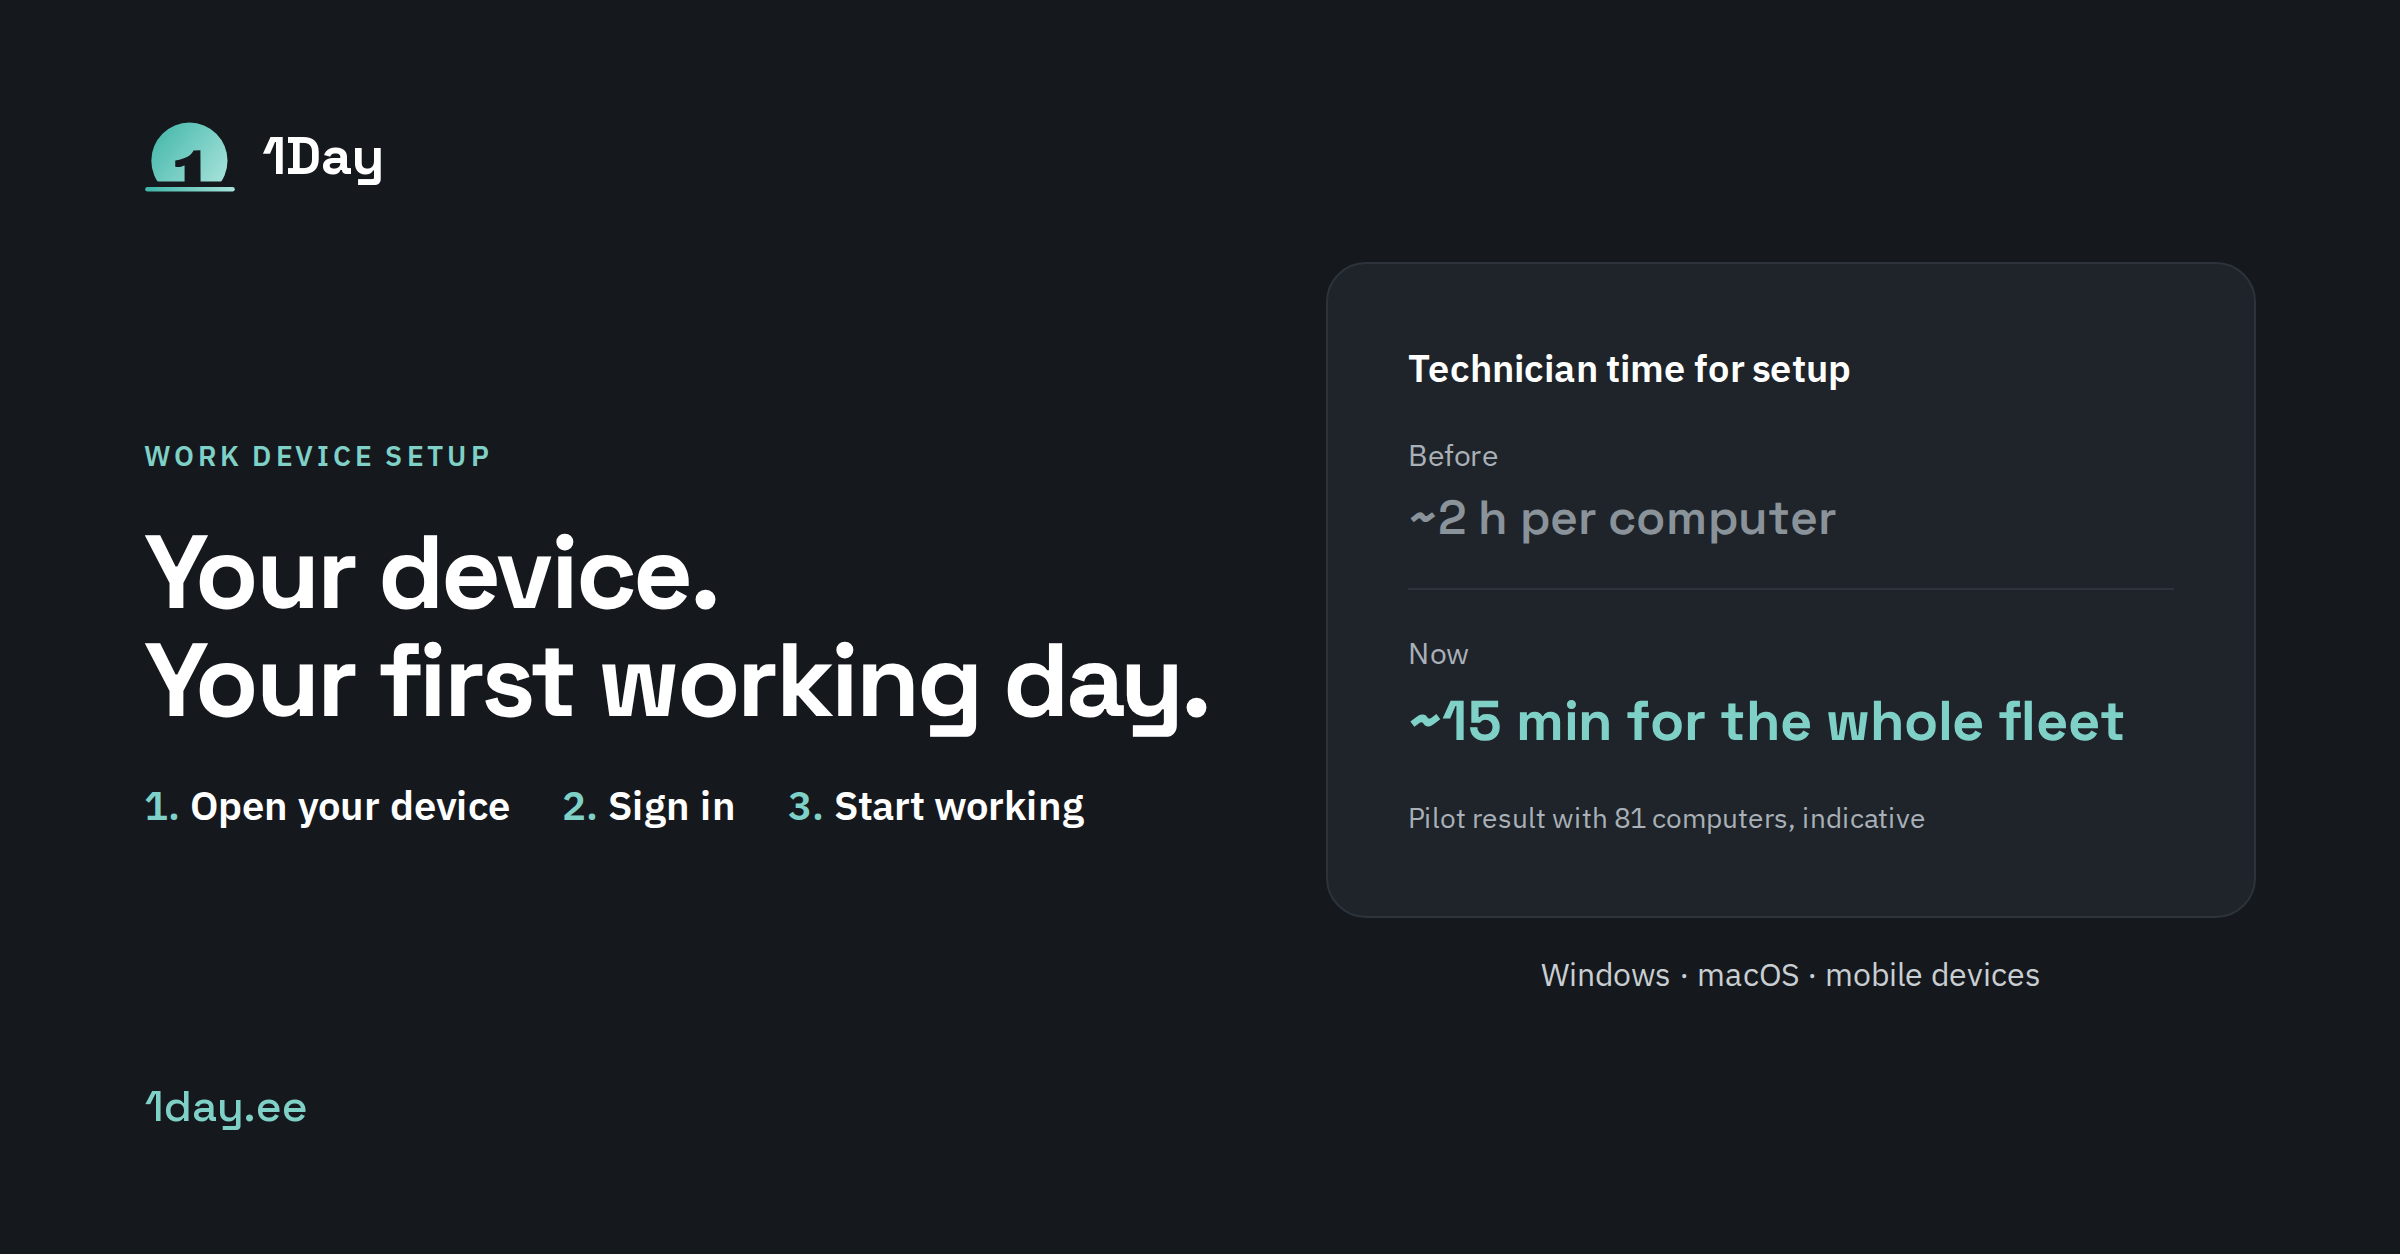 1
1Day
WORK DEVICE SETUP
Your device.
Your first working day.
1. Open your device 2. Sign in 3. Start working
1day.ee
Technician time for setup
Before
~2 h per computer
Now
~15 min for the whole fleet
Pilot result with 81 computers, indicative
Windows · macOS · mobile devices